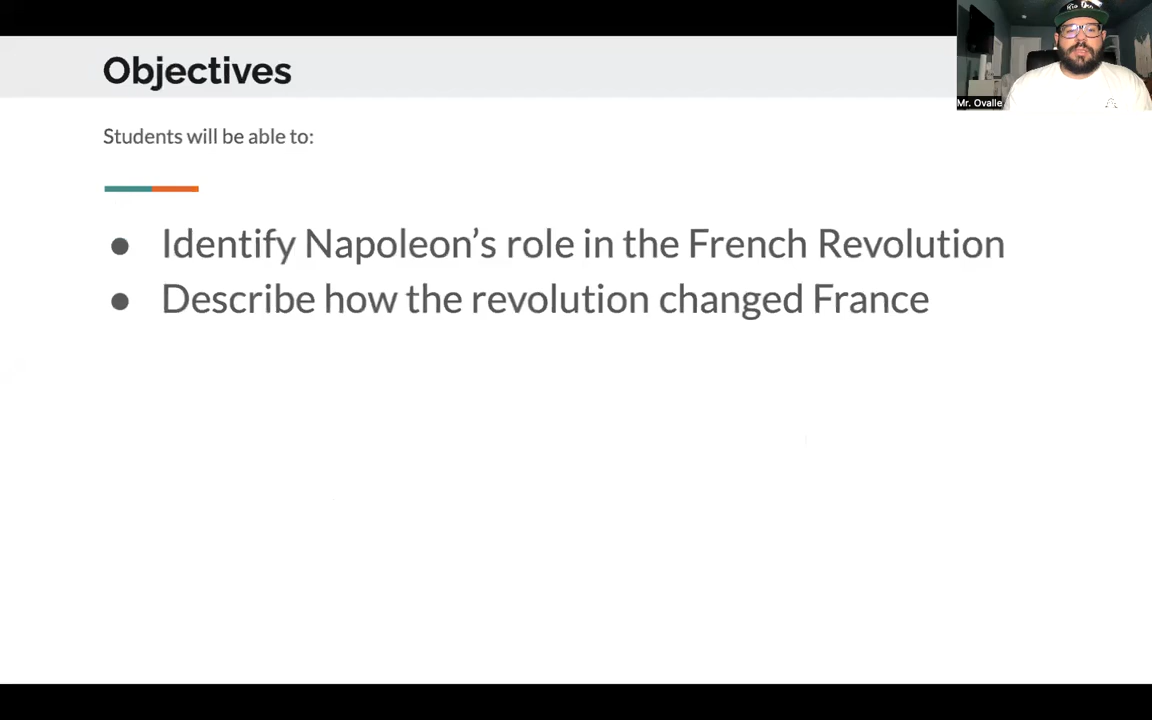 Objectives
Mr. Ovalle
Students will be able to:
● Identify Napoleon's role in the French Revolution
● Describe how the revolution changed France